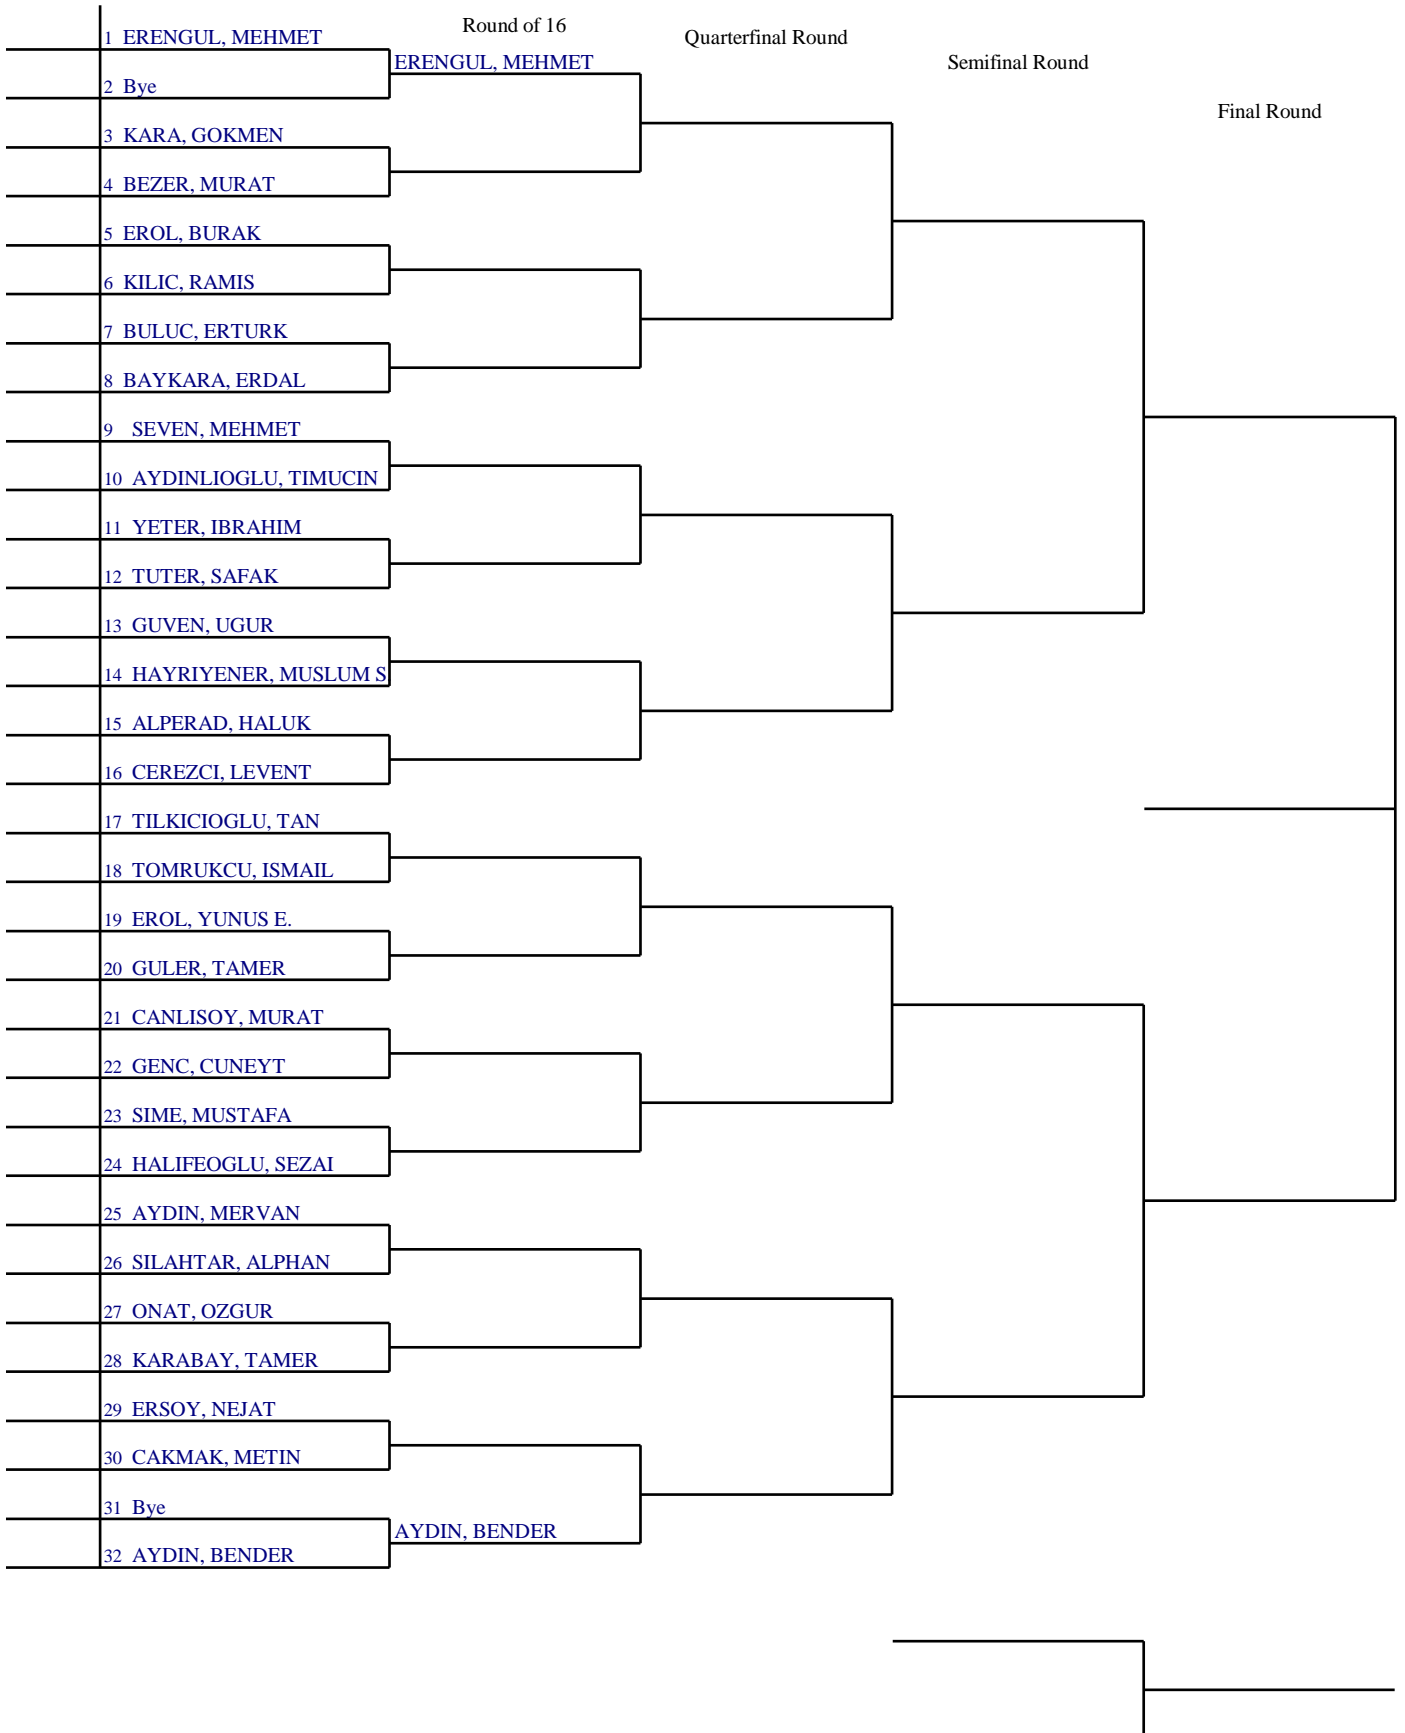 Round of 16
Quarterfinal Round
Semifinal Round
Final Round
1 ERENGUL, MEHMET
ERENGUL, MEHMET
2 Bye
3 KARA, GOKMEN
4 BEZER, MURAT
5 EROL, BURAK
6 KILIC, RAMIS
7 BULUC, ERTURK
8 BAYKARA, ERDAL
9 SEVEN, MEHMET
10 AYDINLIOGLU, TIMUCIN
11 YETER, IBRAHIM
12 TUTER, SAFAK
13 GUVEN, UGUR
14 HAYRIYENER, MUSLUM S
15 ALPERAD, HALUK
16 CEREZCI, LEVENT
17 TILKICIOGLU, TAN
18 TOMRUKCU, ISMAIL
19 EROL, YUNUS E.
20 GULER, TAMER
21 CANLISOY, MURAT
22 GENC, CUNEYT
23 SIME, MUSTAFA
24 HALIFEOGLU, SEZAI
25 AYDIN, MERVAN
26 SILAHTAR, ALPHAN
27 ONAT, OZGUR
28 KARABAY, TAMER
29 ERSOY, NEJAT
30 CAKMAK, METIN
31 Bye
AYDIN, BENDER
32 AYDIN, BENDER